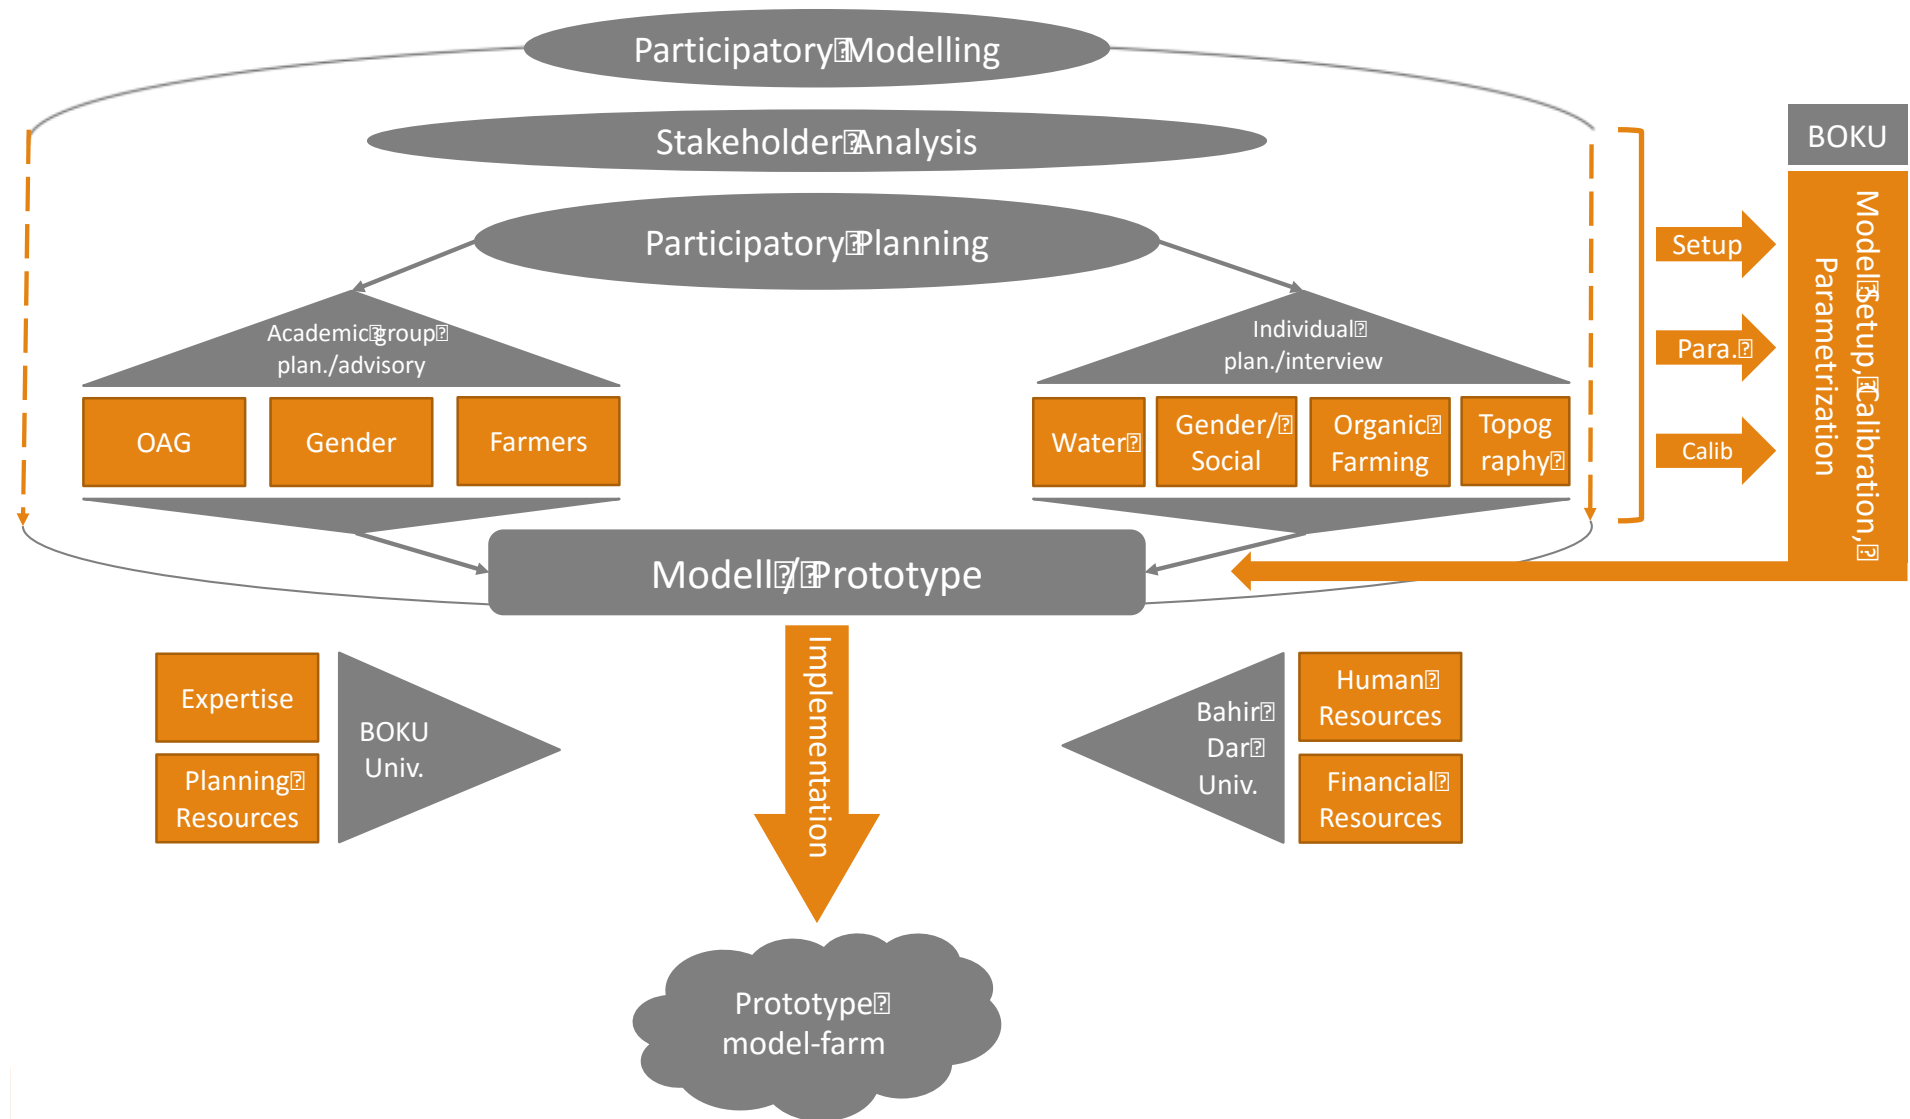 Participatory Modelling
Stakeholder Analysis
Participatory Planning
Academic group
plan./advisory
OAG
Gender
Farmers
Individual
plan./interview
Water
Gender/
Social
Organic
Farming
Topog
raphy
Setup
Para.
Calib
BOKU
Modell Setup, Calibration,
Parametrization
Modell / Prototype
Implementation
Expertise
Planning
Resources
BOKU
Univ.
Bahir
Dar
Univ.
Human
Resources
Financial
Resources
Prototype
model-farm